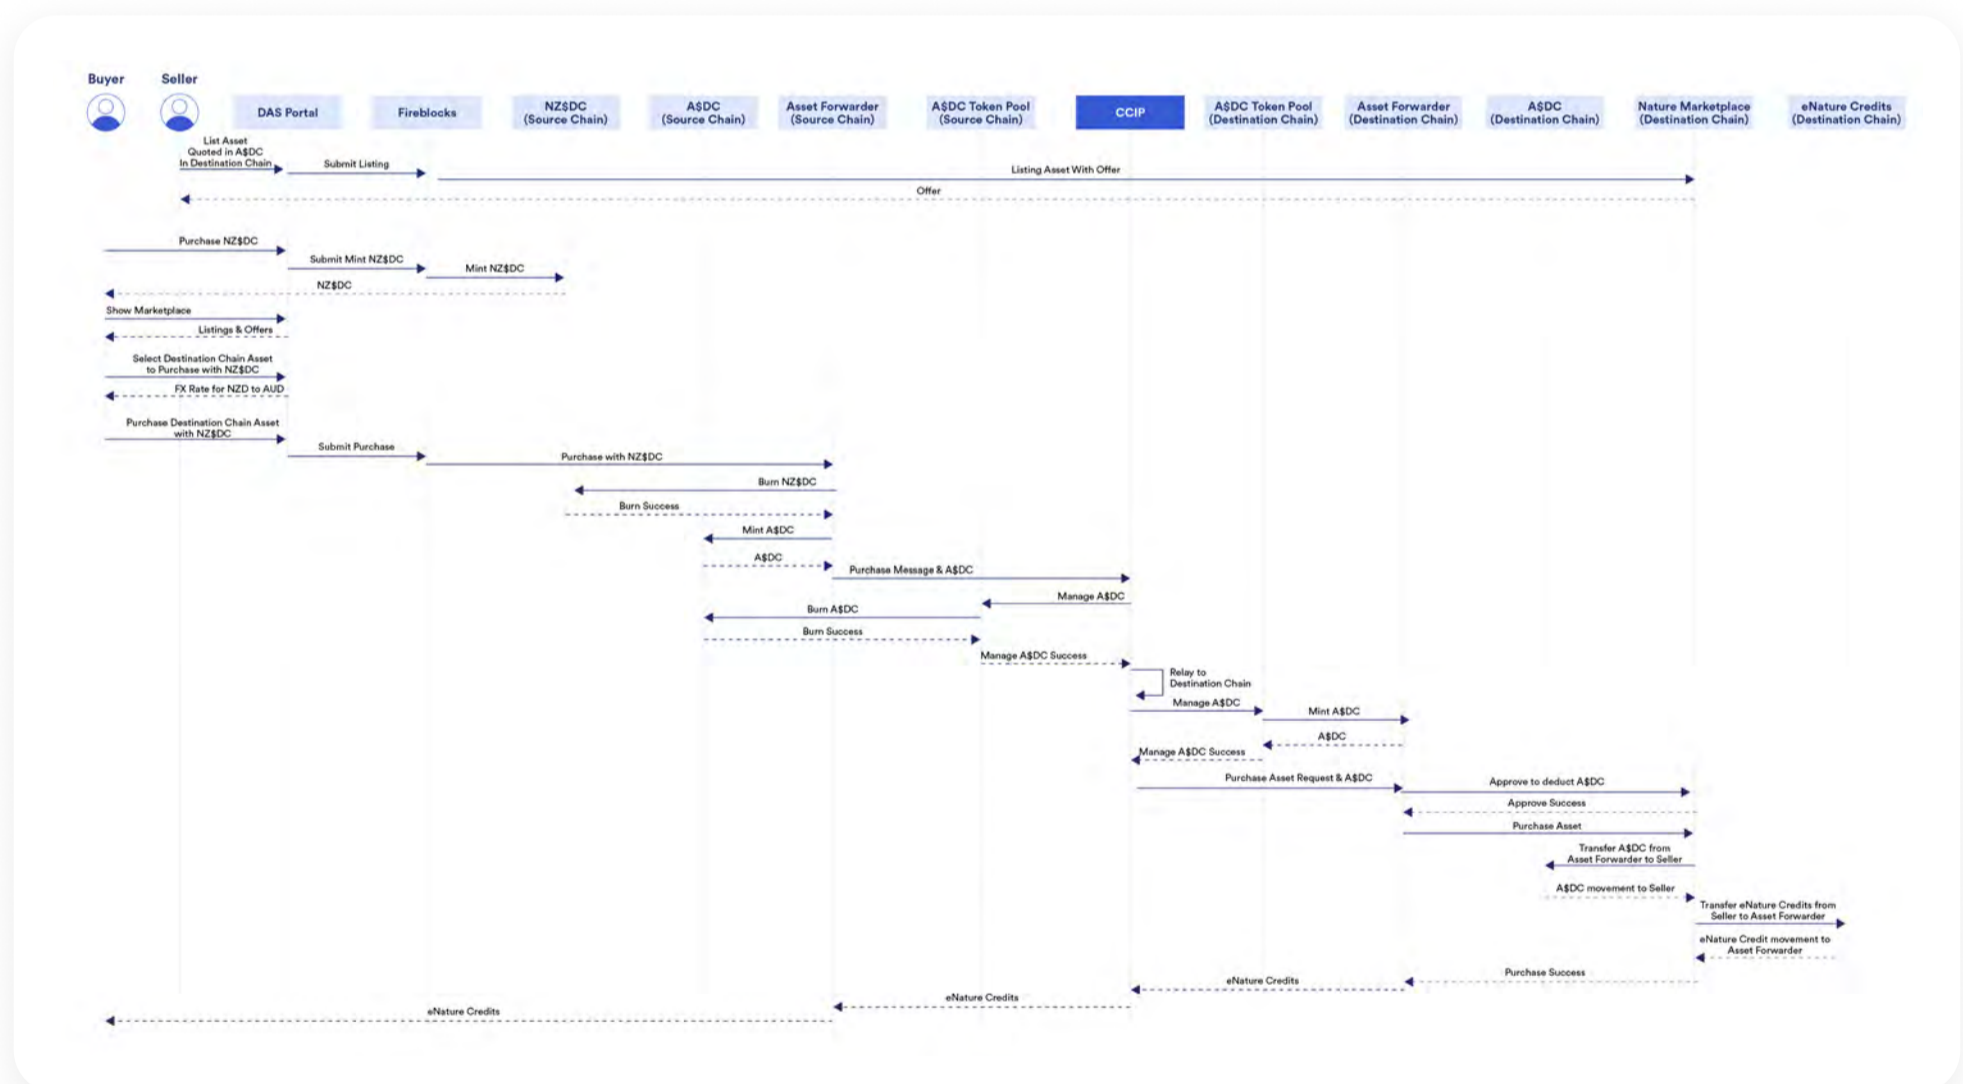 Buyer
Seller
DAS Portal
Fireblocks
NZ$DC
(Source Chain)
A$DC
(Source Chain)
Asset Forwarder
(Source Chain)
A$DC Token Pool
(Source Chain)
CCIP
A$DC Token Pool
(Destination Chain)
Asset Forwarder
(Destination Chain)
A$DC
(Destination Chain)
Nature Marketplace
(Destination Chain)
eNature Credits
(Destination Chain)
List Asset
Quoted in A$DC
In Destination Chain
Submit Listing
Listing Asset With Offer
Offer
Purchase NZ$DC
Submit Mint NZ$DC
Mint NZ$DC
NZ$DC
Show Marketplace
Listings & Offers
Select Destination Chain Asset
to Purchase with NZ$DC
FX Rate for NZD to AUD
Purchase Destination Chain Asset
with NZ$DC
Submit Purchase
Purchase with NZ$DC
Burn NZ$DC
Burn Success
Mint A$DC
A$DC
Purchase Message & A$DC
Manage A$DC
Burn A$DC
Burn Success
Manage A$DC Success
Relay to
Destination Chain
Manage A$DC
Mint A$DC
A$DC
Manage A$DC Success
Purchase Asset Request & A$DC
Approve to deduct A$DC
Approve Success
Purchase Asset
Transfer A$DC from
Asset Forwarder to Seller
A$DC movement to Seller
Transfer eNature Credits from
Seller to Asset Forwarder
eNature Credit movement to
Asset Forwarder
Purchase Success
eNature Credits
eNature Credits
eNature Credits